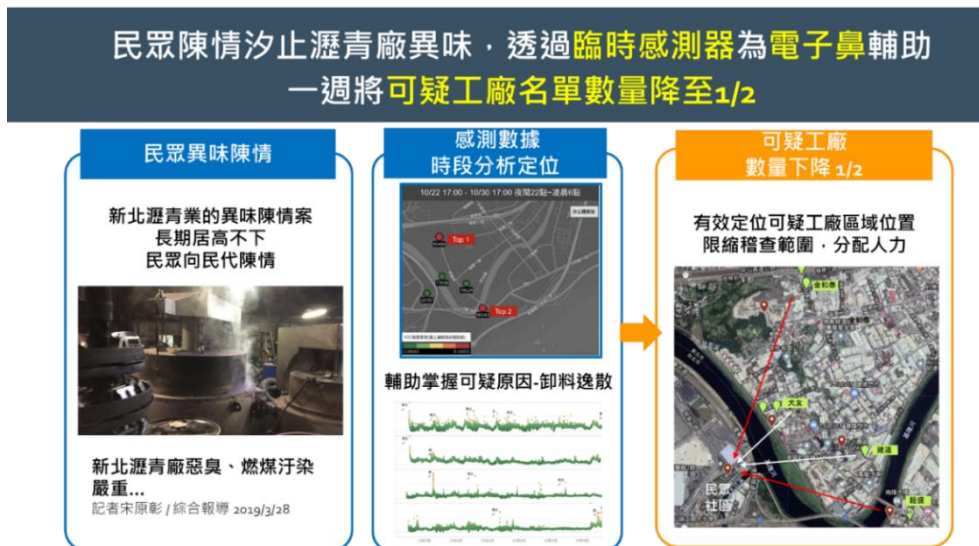 民眾陳情汐止瀝青廠異味，透過臨時感測器為電子鼻輔助
一週將可疑工廠名單數量降至1/2
民眾異味陳情
新北瀝青業的異味陳情案
長期居高不下
民眾向民代陳情
新北瀝青廠惡臭、燃煤汙染
嚴重...
記者宋原彰 / 綜合報導 2019/3/28
感測數據
時段分析定位
10/22 17:00 - 10/30 17:00 夜間22點~凌晨6點
Top 1
Top 2
輔助掌握可疑原因-卸料逸散
可疑工廠
數量下降 1/2
有效定位可疑工廠區域位置
限縮稽查範圍，分配人力
金和泰
大友
民眾
社區